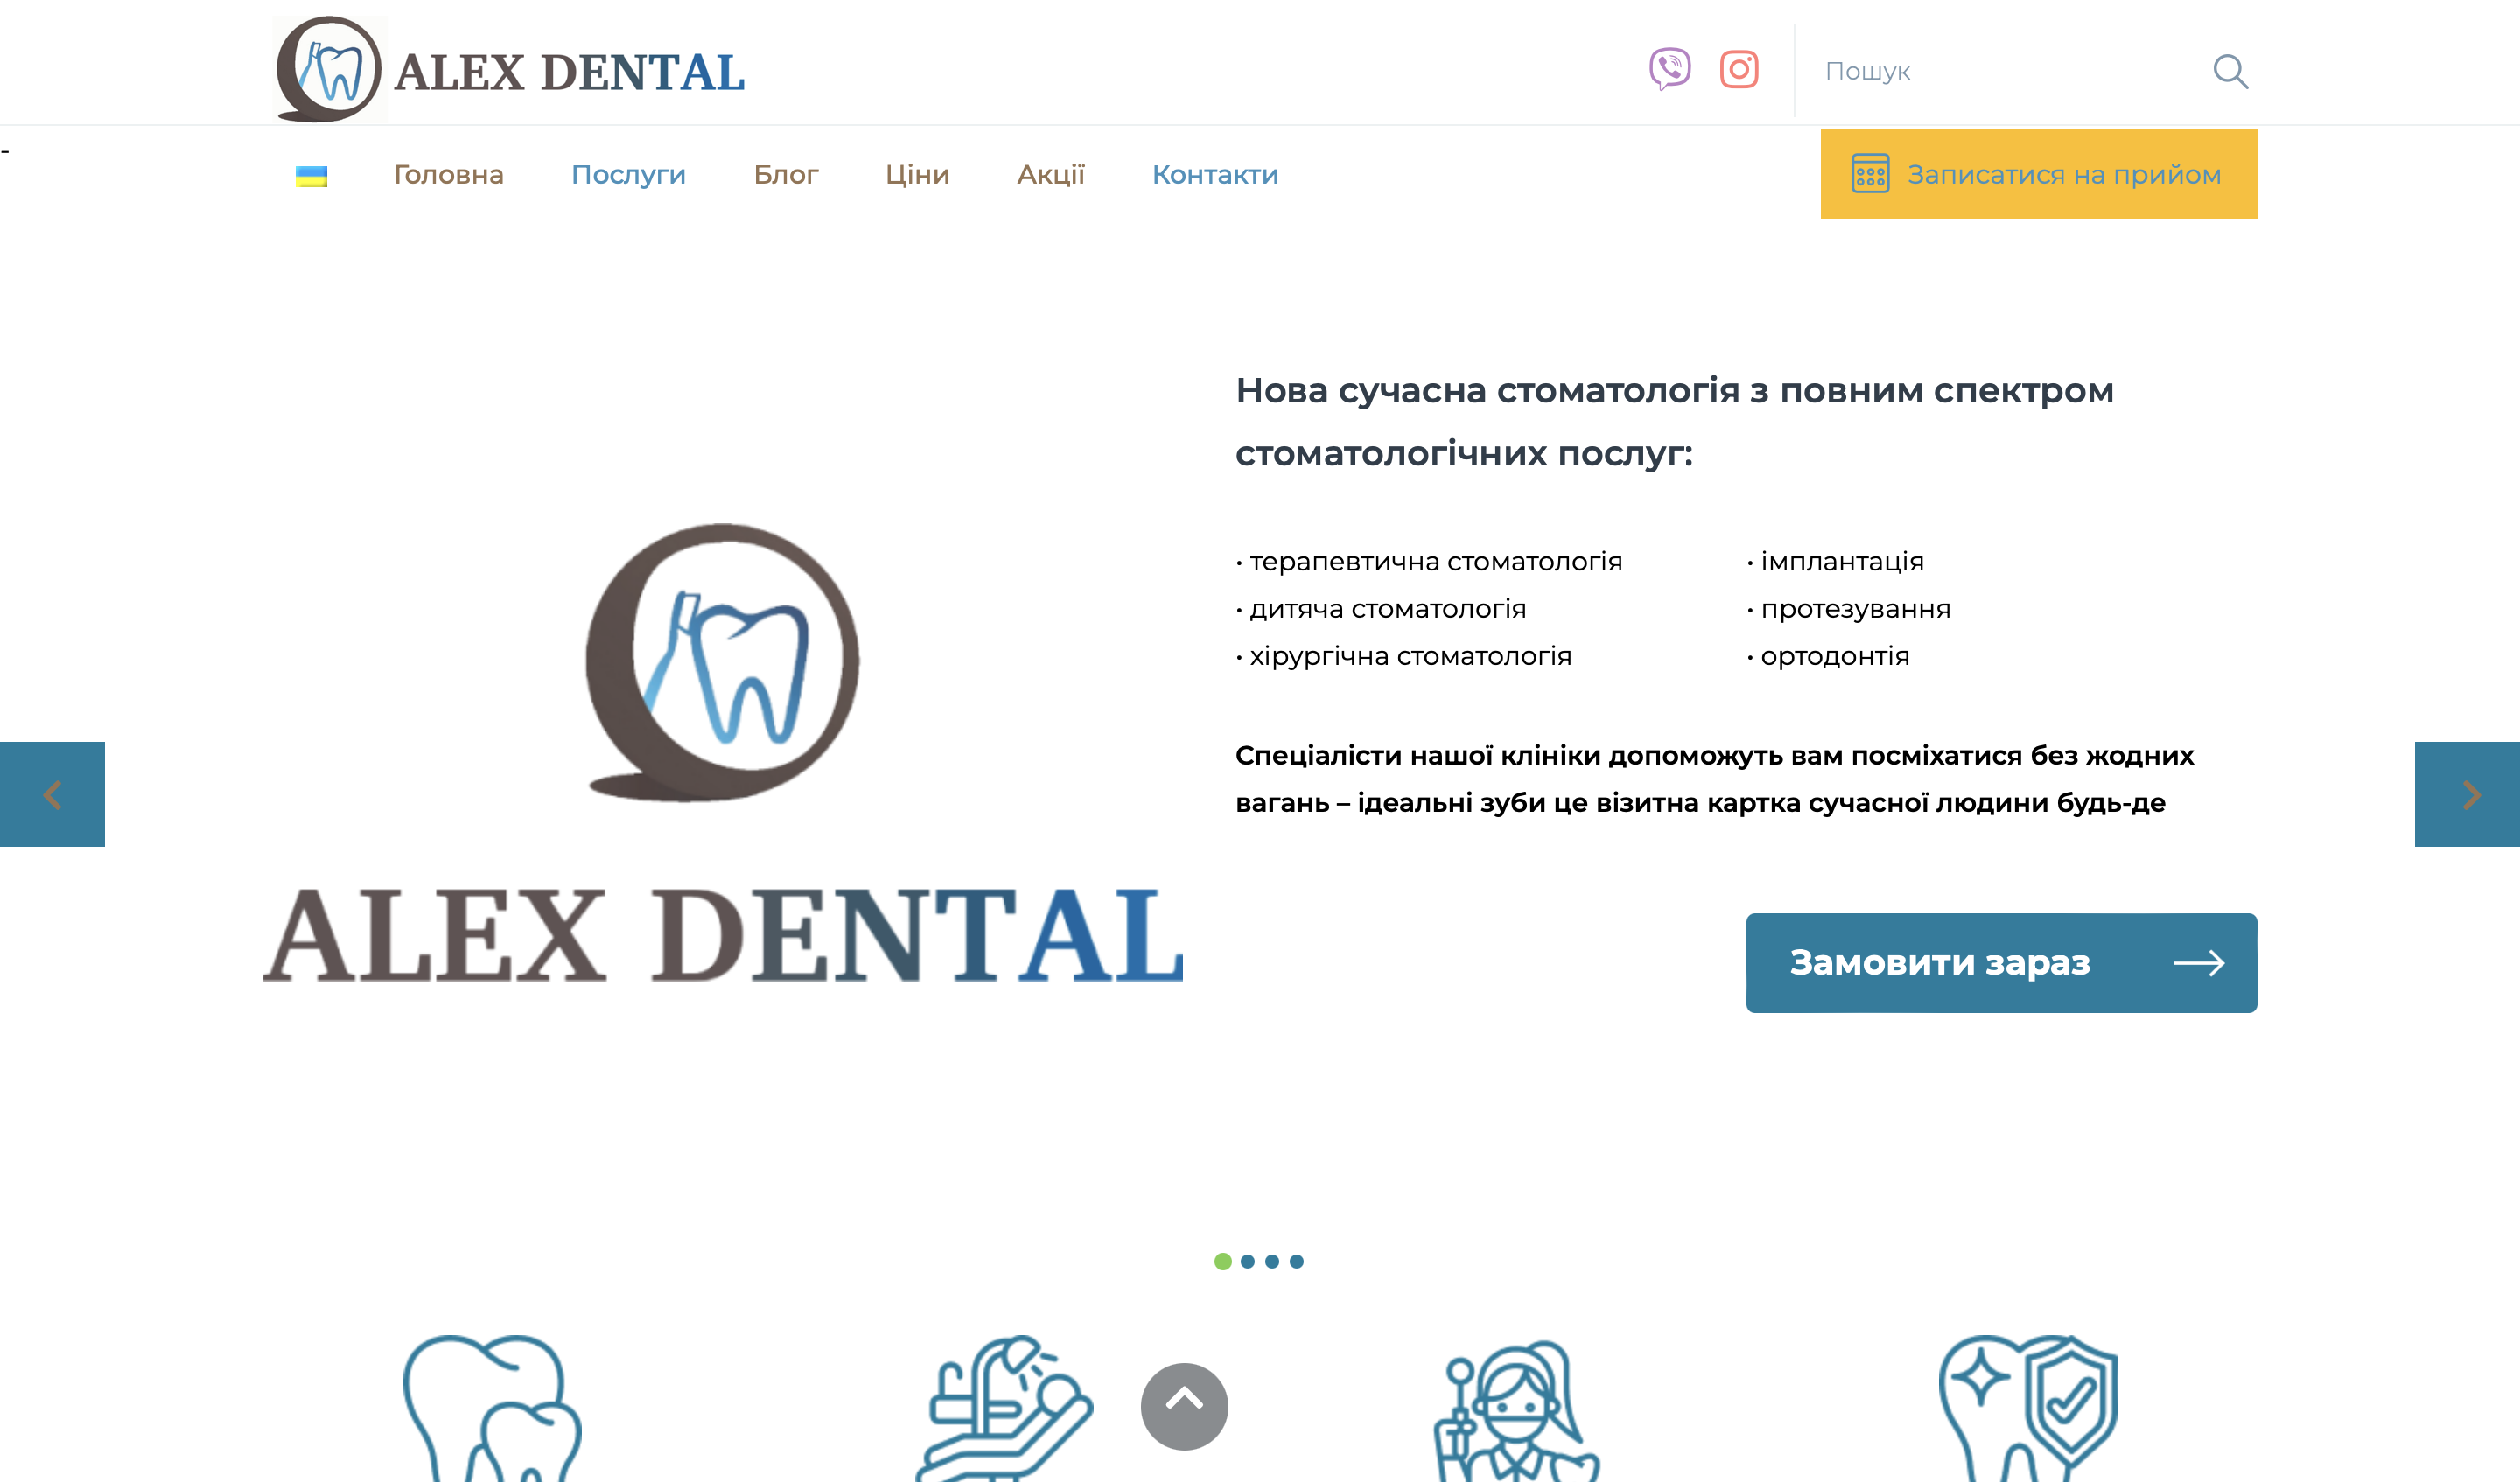 ALEX DENTAL
Пошук
-
Головна
Послуги
Блог
Ціни
Акції
Контакти
Записатися на прийом
Нова сучасна стоматологія з повним спектром
стоматологічних послуг:
• терапевтична стоматологія
• дитяча стоматологія
• хірургічна стоматологія
• імплантація
• протезування
• ортодонтія
Спеціалісти нашої клініки допоможуть вам посміхатися без жодних
вагань – ідеальні зуби це візитна картка сучасної людини будь-де
ALEX DENTAL
Замовити зараз